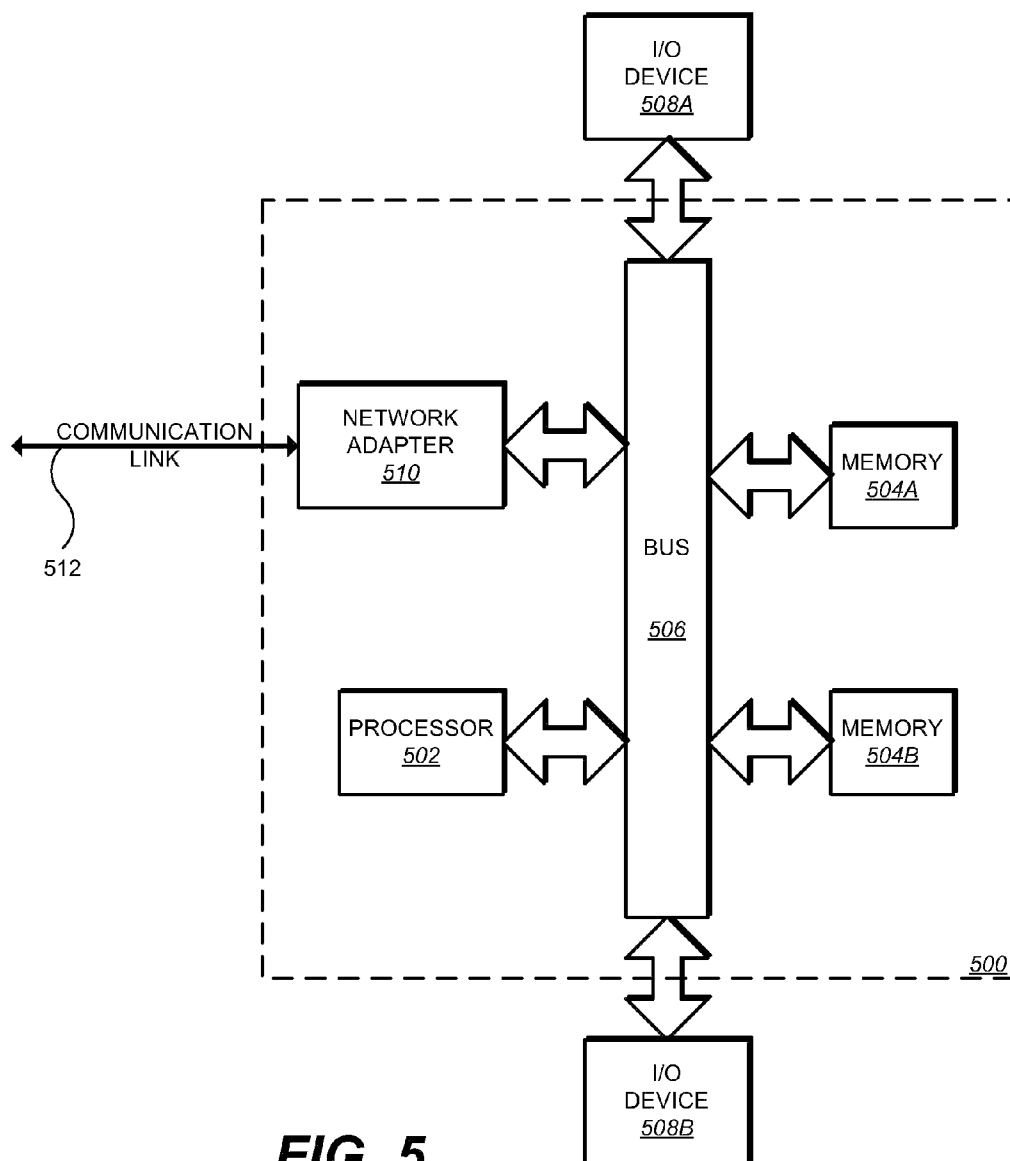 I/O
DEVICE
508A
NETWORK
ADAPTER
510
COMMUNICATION
LINK
512
MEMORY
504A
BUS
506
PROCESSOR
502
MEMORY
504B
500
I/O
DEVICE
508B
FIG. 5